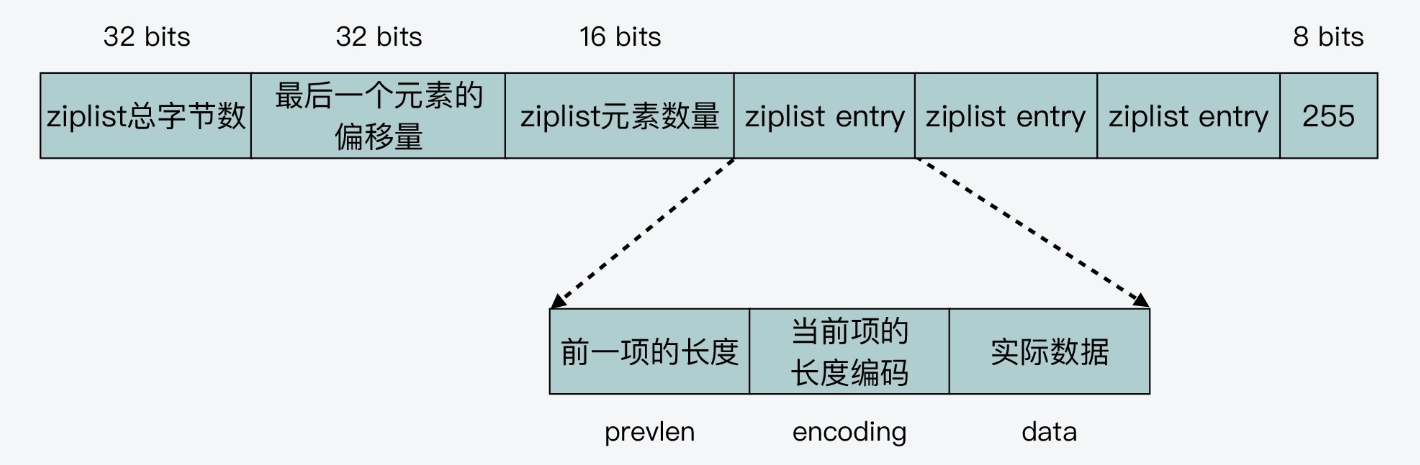 32 bits
32 bits
16 bits
8 bits
ziplist总字节数
最后一个元素的
偏移量
ziplist元素数量
ziplist entry
ziplist entry
ziplist entry
255
前一项的长度
当前项的
长度编码
实际数据
prevlen
encoding
data